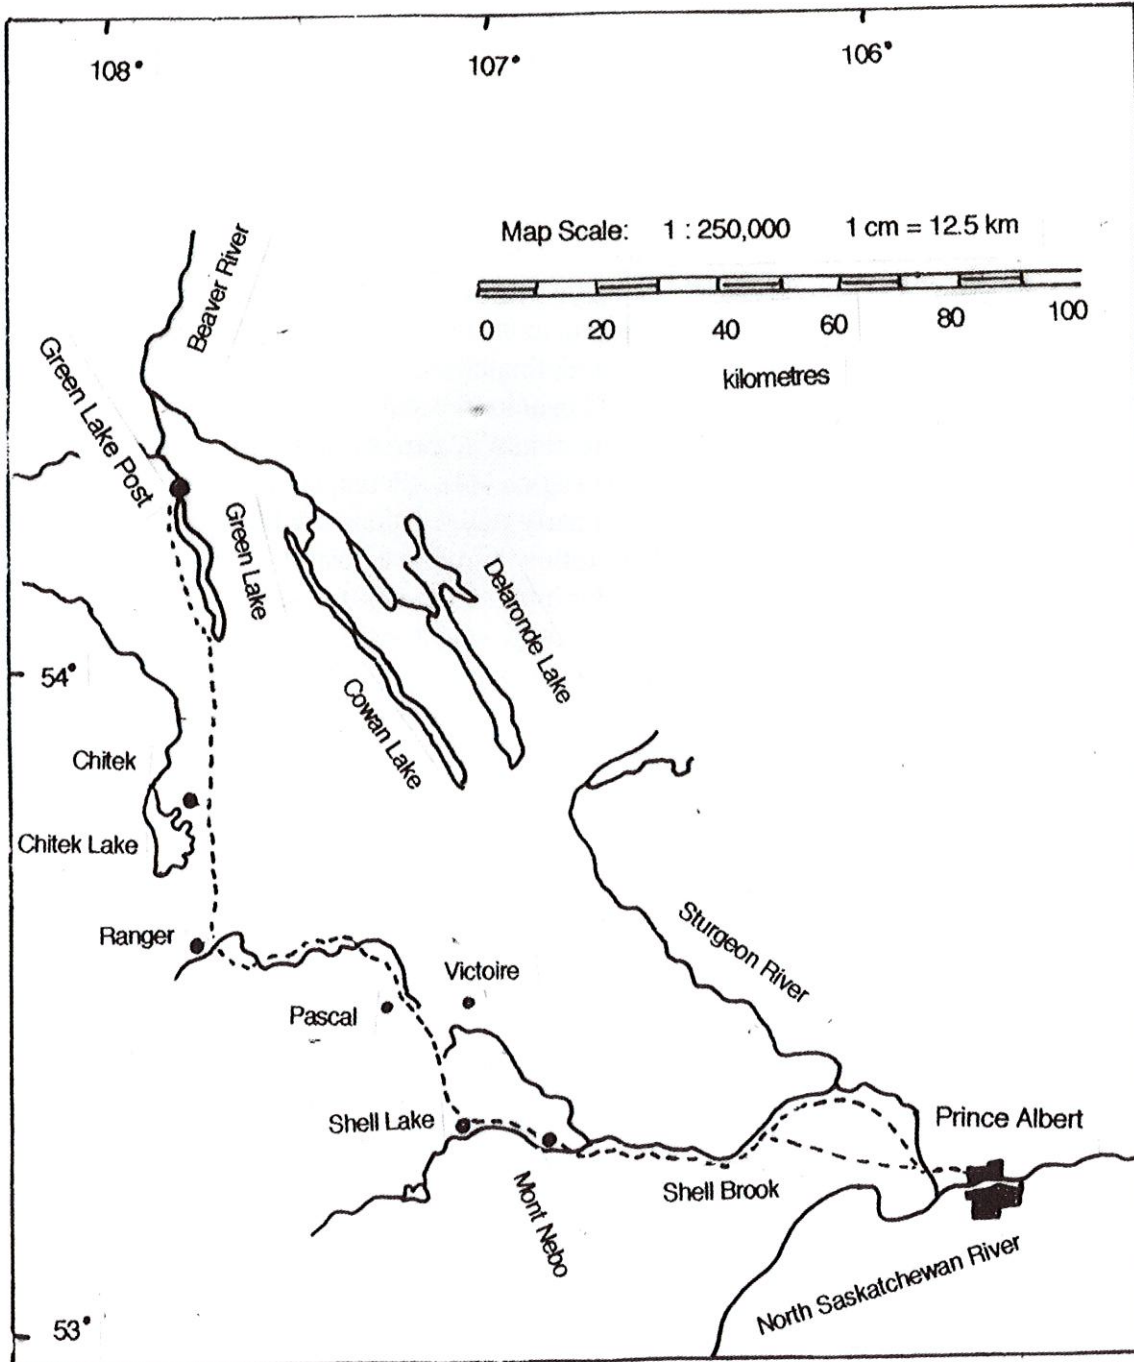 108°
107°
106°
Map Scale: 1 : 250,000 1 cm = 12.5 km
0 20 40 60 80 100
kilometres
Beaver River
Green Lake Post
Green Lake
Delaronde Lake
54°
Cowan Lake
Chitek
Chitek Lake
Ranger
Sturgeon River
Victoire
Pascal
Shell Lake
Prince Albert
Mont Nebo
Shell Brook
North Saskatchewan River
53°